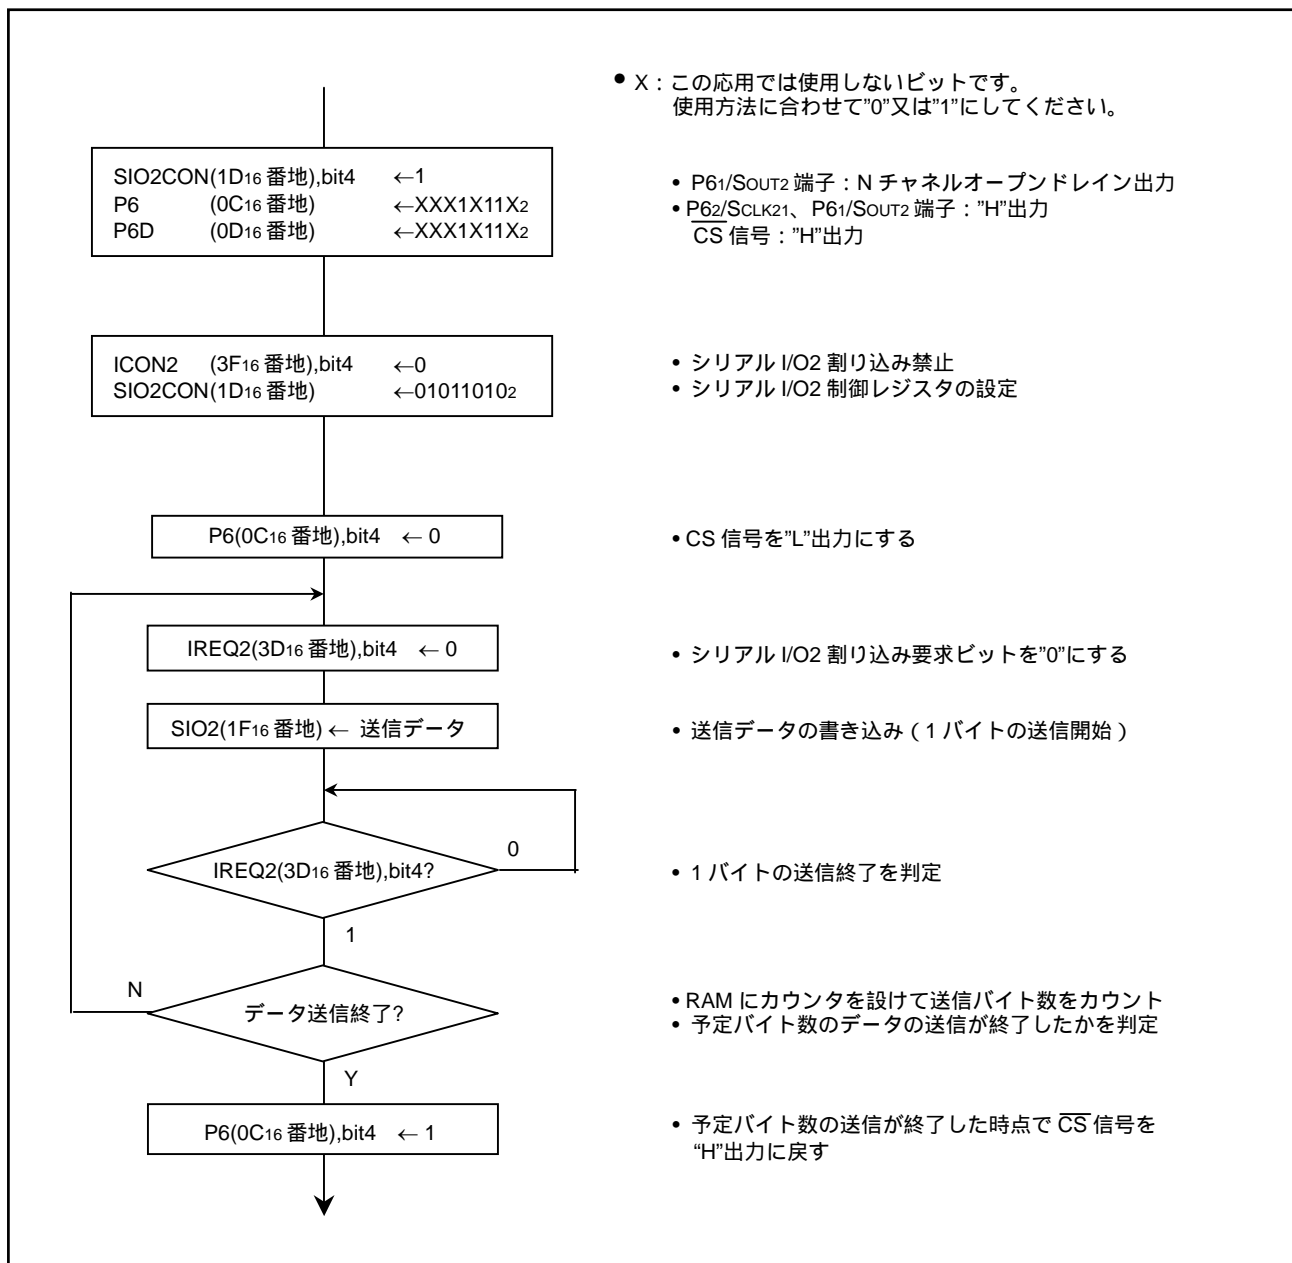 ● X：この応用では使用しないビットです。
使用方法に合わせて”0”又は”1”にしてください。
SIO2CON(1D16 番地),bit4 ←1
P6 (0C16 番地) ←XXX1X11X2
P6D (0D16 番地) ←XXX1X11X2
• P61/SOUT2 端子：N チャネルオープンドレイン出力
• P62/SCLK21、P61/SOUT2 端子：”H”出力
CS 信号：”H”出力
ICON2 (3F16 番地),bit4 ←0
SIO2CON(1D16 番地) ←010110102
• シリアル I/O2 割り込み禁止
• シリアル I/O2 制御レジスタの設定
P6(0C16 番地),bit4 ← 0
• CS 信号を”L”出力にする
IREQ2(3D16 番地),bit4 ← 0
• シリアル I/O2 割り込み要求ビットを”0”にする
SIO2(1F16 番地) ← 送信データ
• 送信データの書き込み（1 バイトの送信開始）
IREQ2(3D16 番地),bit4?
0
• 1 バイトの送信終了を判定
1
N
データ送信終了?
• RAM にカウンタを設けて送信バイト数をカウント
• 予定バイト数のデータの送信が終了したかを判定
Y
P6(0C16 番地),bit4 ← 1
• 予定バイト数の送信が終了した時点で CS 信号を
“H”出力に戻す